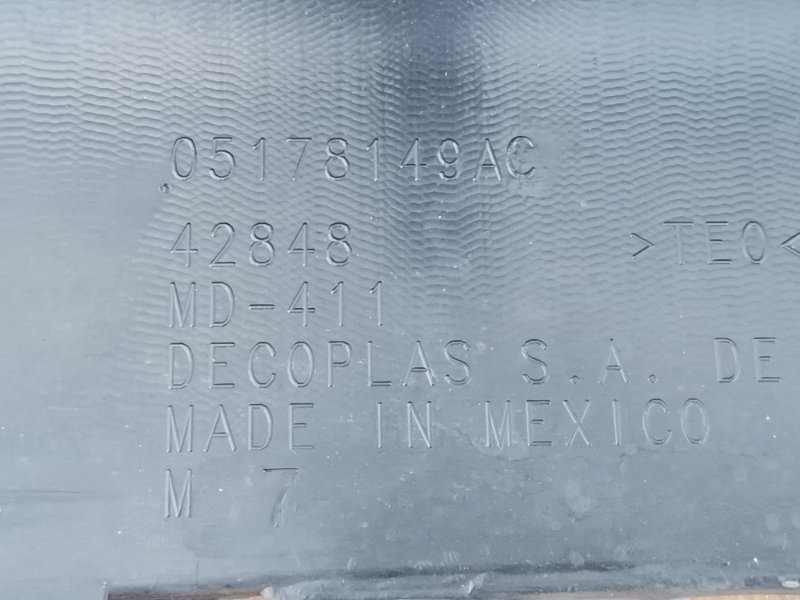 05178149AC
42848 >TEO<
MD-411
DECOPLAS S.A. DE
MADE IN MEXICO
M 7